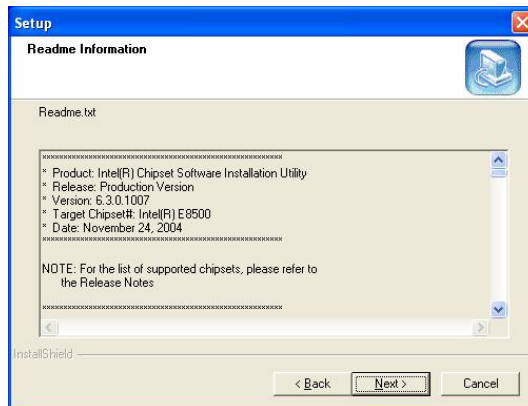 Setup
Readme Information
Readme.txt
******************************************************
* Product: Intel(R) Chipset Software Installation Utility
* Release: Production Version
* Version: 6.3.0.1007
* Target Chipset#: Intel(R) E8500
* Date: November 24, 2004
******************************************************
NOTE: For the list of supported chipsets, please refer to
the Release Notes
******************************************************
InstallShield
< Back
Next >
Cancel